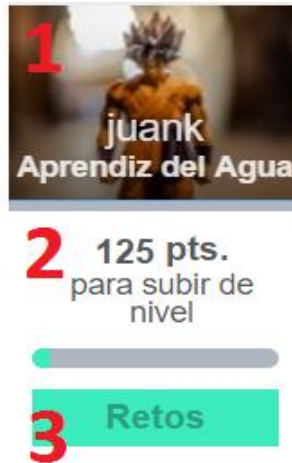 1
juank
Aprendiz del Agua
2
125 pts.
para subir de
nivel
3
Retos